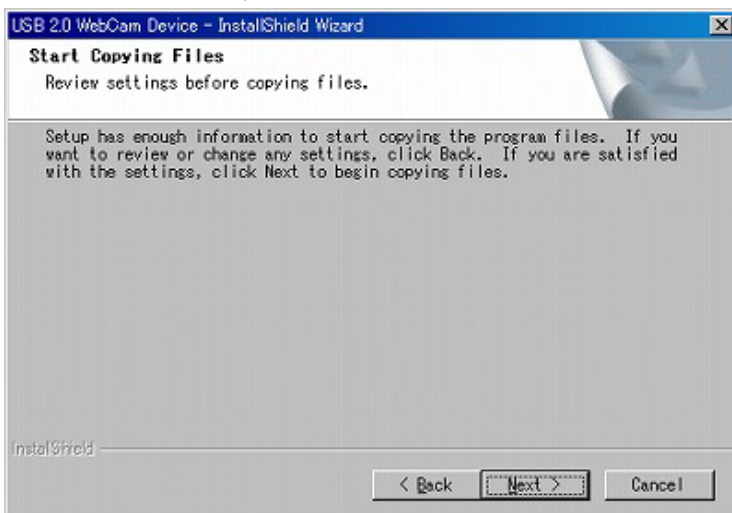 USB 2.0 WebCam Device - InstallShield Wizard
Start Copying Files
Review settings before copying files.
Setup has enough information to start copying the program files. If you
want to review or change any settings, click Back. If you are satisfied
with the settings, click Next to begin copying files.
InstallShield
< Back Next > Cancel